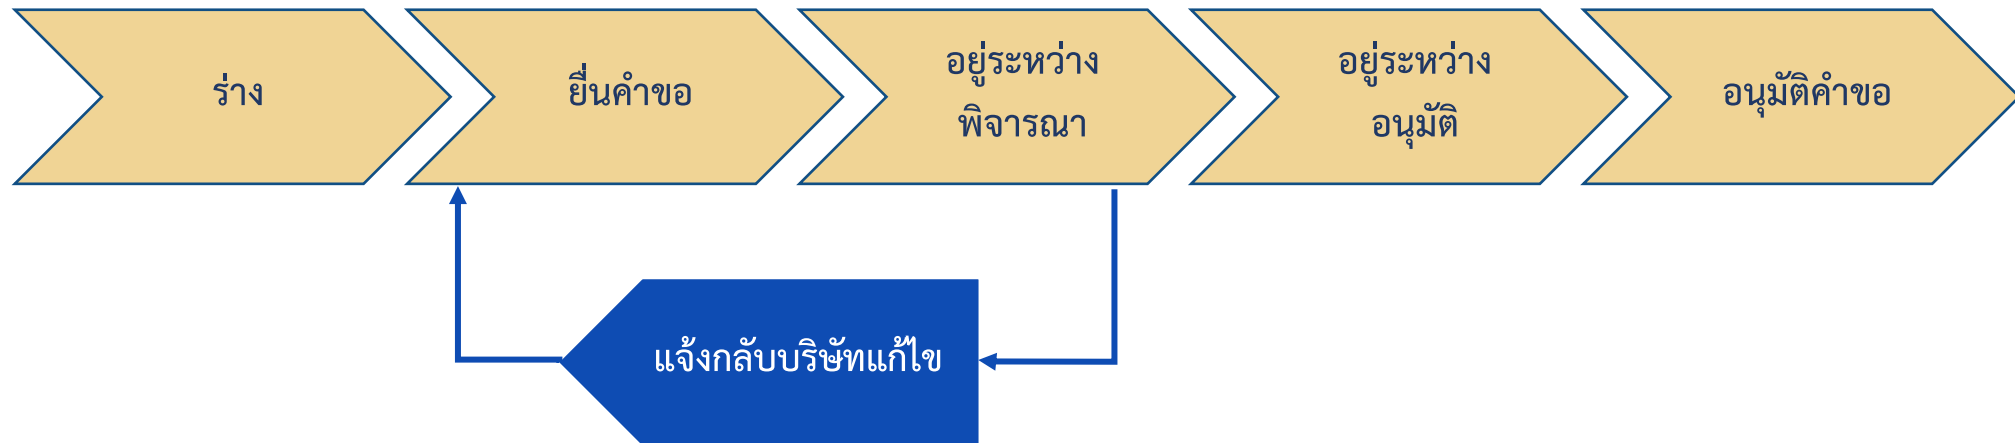 ร่าง
ยื่นคำขอ
อยู่ระหว่าง
พิจารณา
อยู่ระหว่าง
อนุมัติ
อนุมัติคำขอ
แจ้งกลับบริษัทแก้ไข